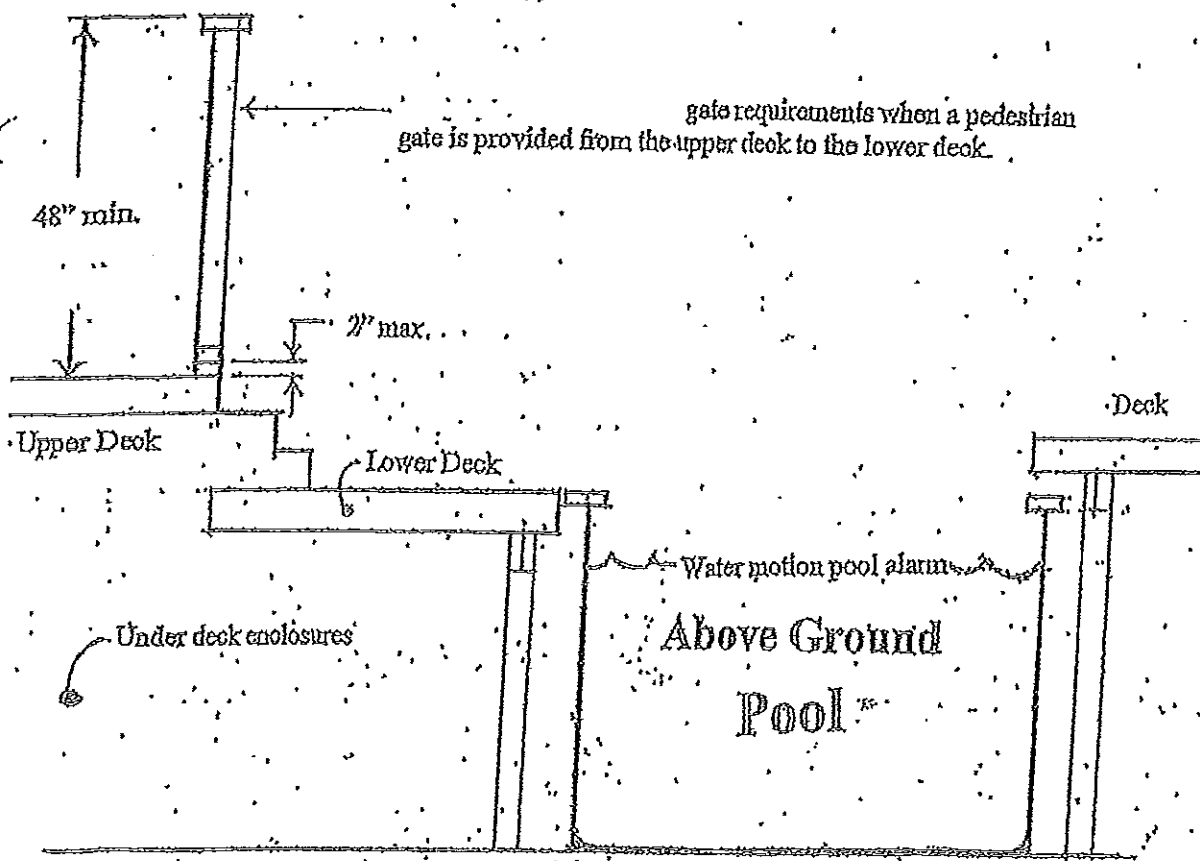 gate requirements when a pedestrian
gate is provided from the upper deck to the lower deck.
48" min.
2" max.
Deck
Upper Deck
Lower Deck
Water motion pool alarm
Under deck enclosures
Above Ground
Pool